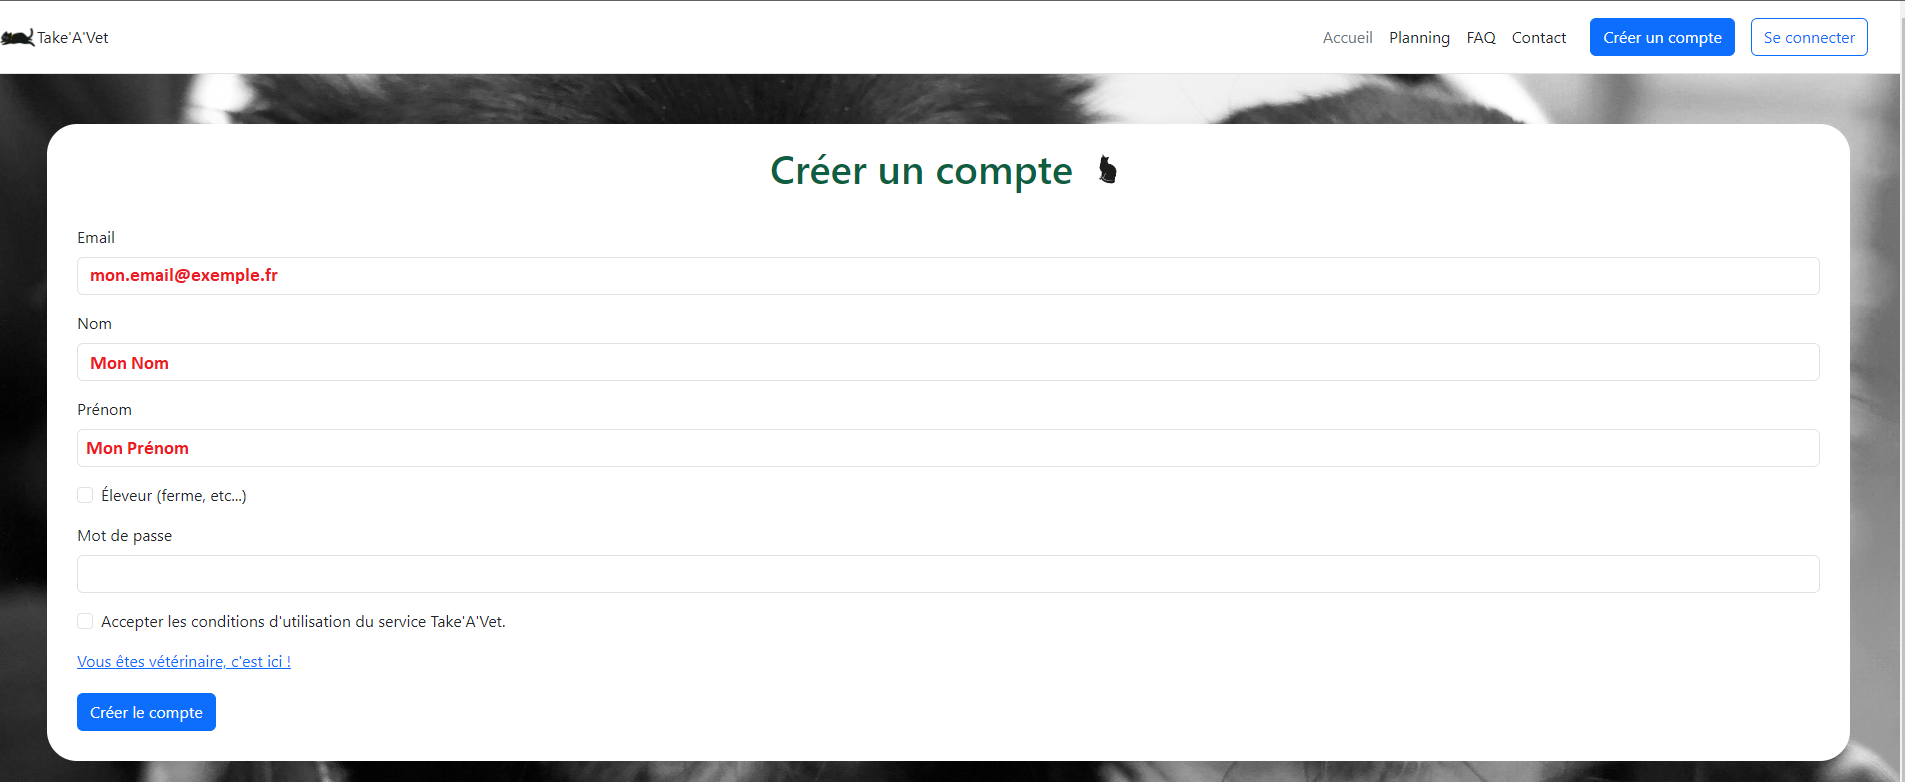 Take'A'Vet
Accueil Planning FAQ Contact Créer un compte Se connecter
Créer un compte
Email
mon.email@exemple.fr
Nom
Mon Nom
Prénom
Mon Prénom
Éleveur (ferme, etc...)
Mot de passe
Accepter les conditions d'utilisation du service Take'A'Vet.
Vous êtes vétérinaire, c'est ici !
Créer le compte